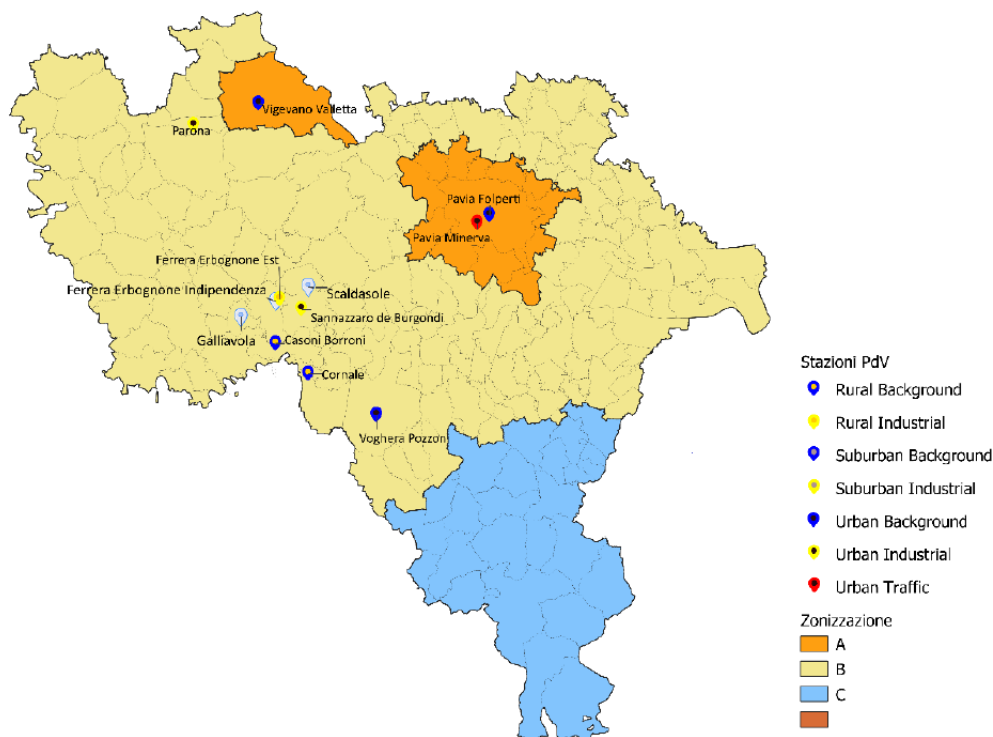 Vigevano Valletta
Parona
Pavia Folperti
Pavia Minerva
Ferrera Erbognone Est
Ferrera Erbognone Indipendenza
Scaldasole
Sannazzaro de Burgondi
Galliavola
Casoni Borroni
Cornale
Voghera Pozzon
Stazioni PdV
Rural Background
Rural Industrial
Suburban Background
Suburban Industrial
Urban Background
Urban Industrial
Urban Traffic
Zonizzazione
A
B
C